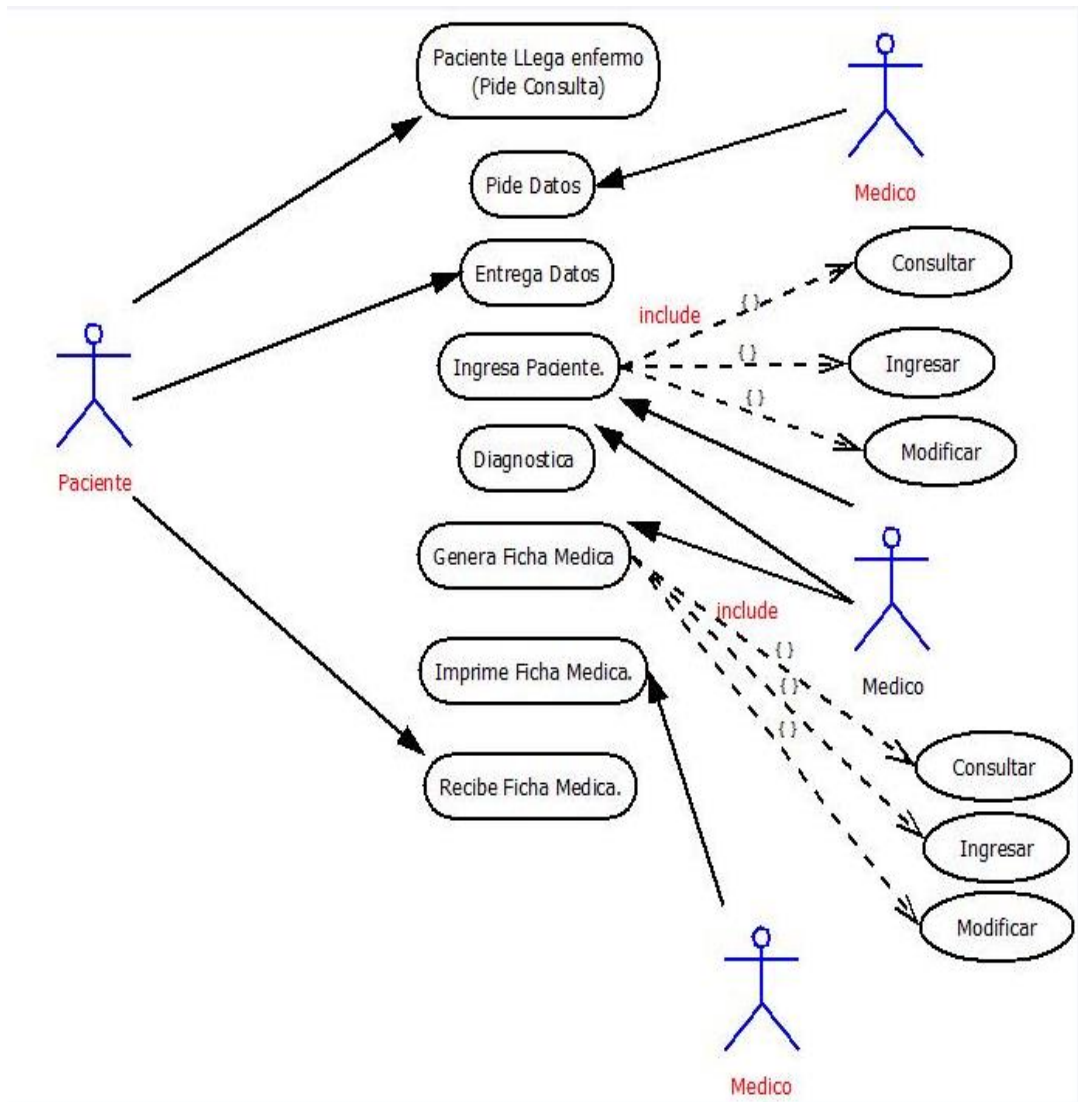 Paciente LLega enfermo
(Pide Consulta)
Medico
Pide Datos
Consultar
Entrega Datos
{ }
include
Ingresa Paciente.
{ }
Ingresar
{ }
Modificar
Diagnostica
Paciente
Genera Ficha Medica
include
{ }
Medico
Imprime Ficha Medica.
{ }
{ }
Consultar
Recibe Ficha Medica.
Ingresar
Modificar
Medico